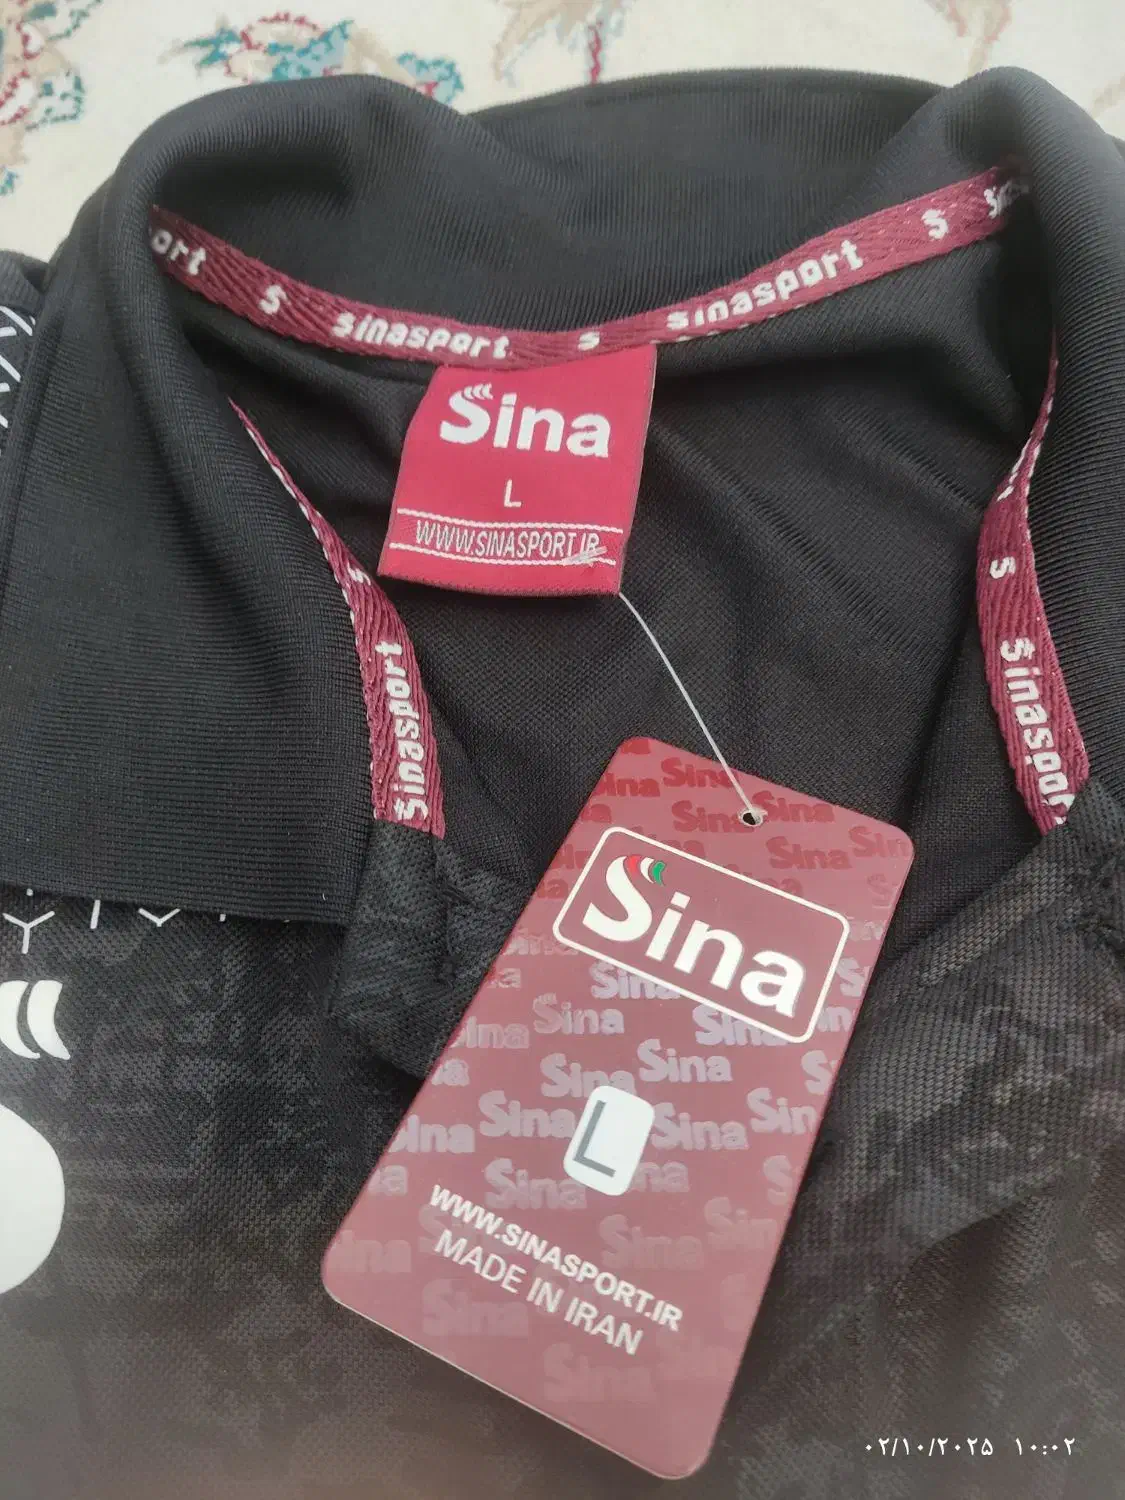 ort S sinasport S sinasport S
Sina
L
WWW.SINASPORT.IR
S sinasport
S sinasport
Sina
L
WWW.SINASPORT.IR
MADE IN IRAN
۰۲/۱۰/۲۰۲۵ ۱۰:۰۲